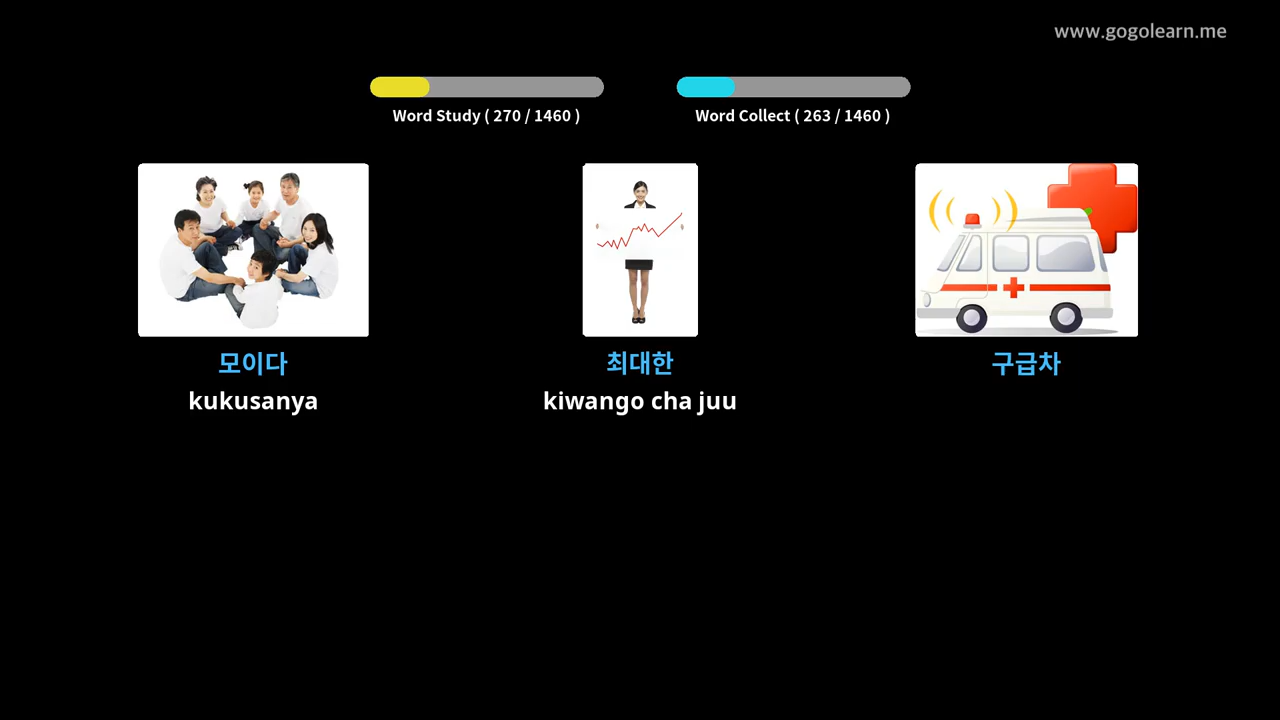 www.gogolearn.me
Word Study ( 270 / 1460 )
Word Collect ( 263 / 1460 )
모이다
최대한
구급차
kukusanya
kiwango cha juu